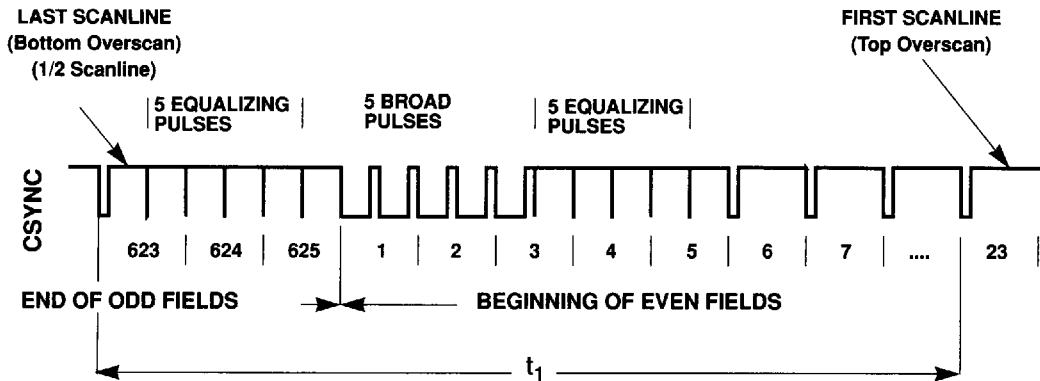 LAST SCANLINE
(Bottom Overscan)
(1/2 Scanline)
FIRST SCANLINE
(Top Overscan)
5 EQUALIZING
PULSES
5 BROAD
PULSES
5 EQUALIZING
PULSES
CSYNC
623 624 625 1 2 3 4 5 6 7 .... 23
END OF ODD FIELDS
BEGINNING OF EVEN FIELDS
t1